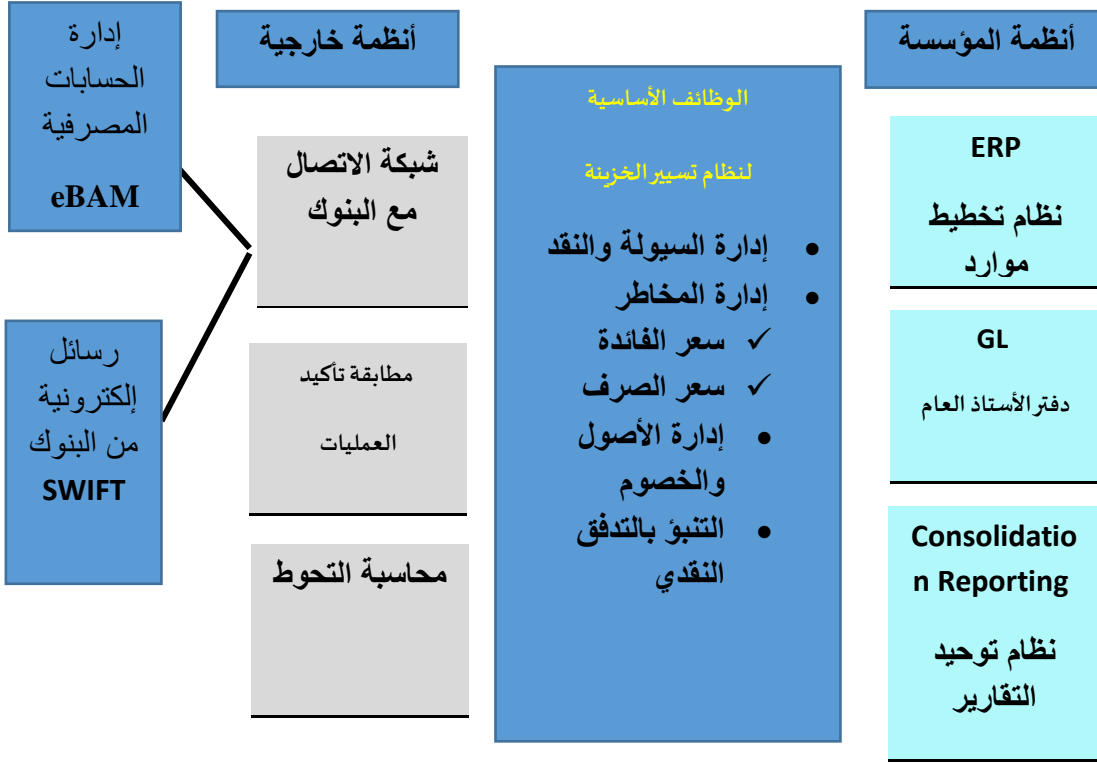 أنظمة المؤسسة
ERP
نظام تخطيط
موارد
GL
دفتر الأستاذ العام
Consolidatio
n Reporting
نظام توحيد
التقارير
الوظائف الأساسية
لنظام تسيير الخزينة
• إدارة السيولة والنقد
• إدارة المخاطر
✓ سعر الفائدة
✓ سعر الصرف
• إدارة الأصول
والخصوم
• التنبؤ بالتدفق
النقدي
أنظمة خارجية
شبكة الاتصال
مع البنوك
مطابقة تأكيد
العمليات
محاسبة التحوط
إدارة
الحسابات
المصرفية
eBAM
رسائل
إلكترونية
من البنوك
SWIFT